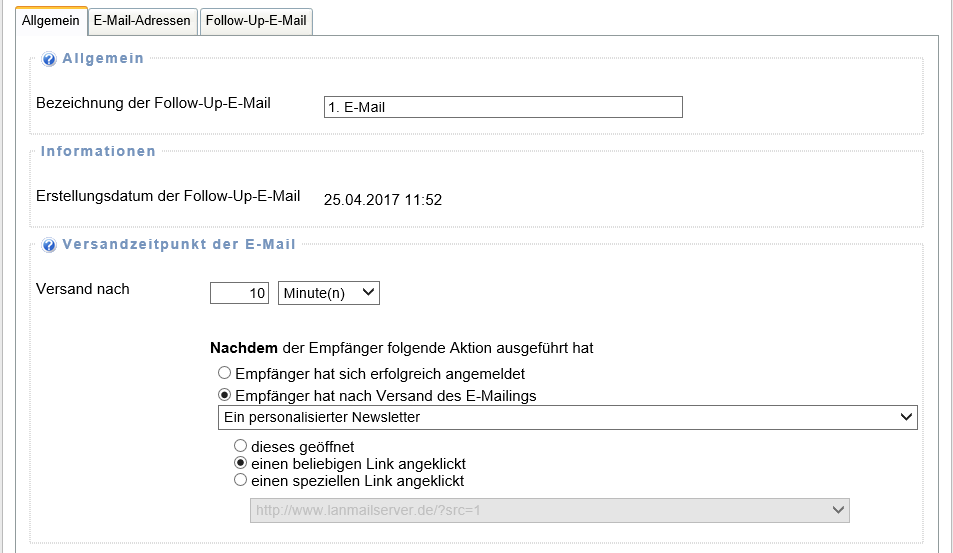 Allgemein E-Mail-Adressen Follow-Up-E-Mail
Allgemein
Bezeichnung der Follow-Up-E-Mail 1. E-Mail
Informationen
Erstellungsdatum der Follow-Up-E-Mail 25.04.2017 11:52
Versandzeitpunkt der E-Mail
Versand nach 10 Minute(n)
Nachdem der Empfänger folgende Aktion ausgeführt hat
Empfänger hat sich erfolgreich angemeldet
Empfänger hat nach Versand des E-Mailings
Ein personalisierter Newsletter
dieses geöffnet
einen beliebigen Link angeklickt
einen speziellen Link angeklickt
http://www.lanmailserver.de/?src=1